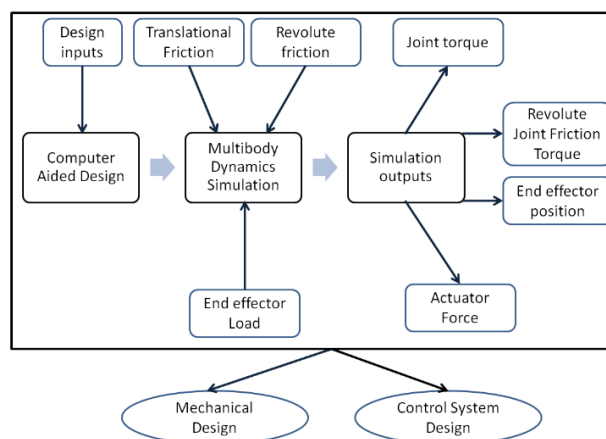 Design
inputs
Translational
Friction
Revolute
friction
Joint torque
Computer
Aided Design
Multibody
Dynamics
Simulation
Simulation
outputs
Revolute
Joint Friction
Torque
End effector
position
End effector
Load
Actuator
Force
Mechanical
Design
Control System
Design